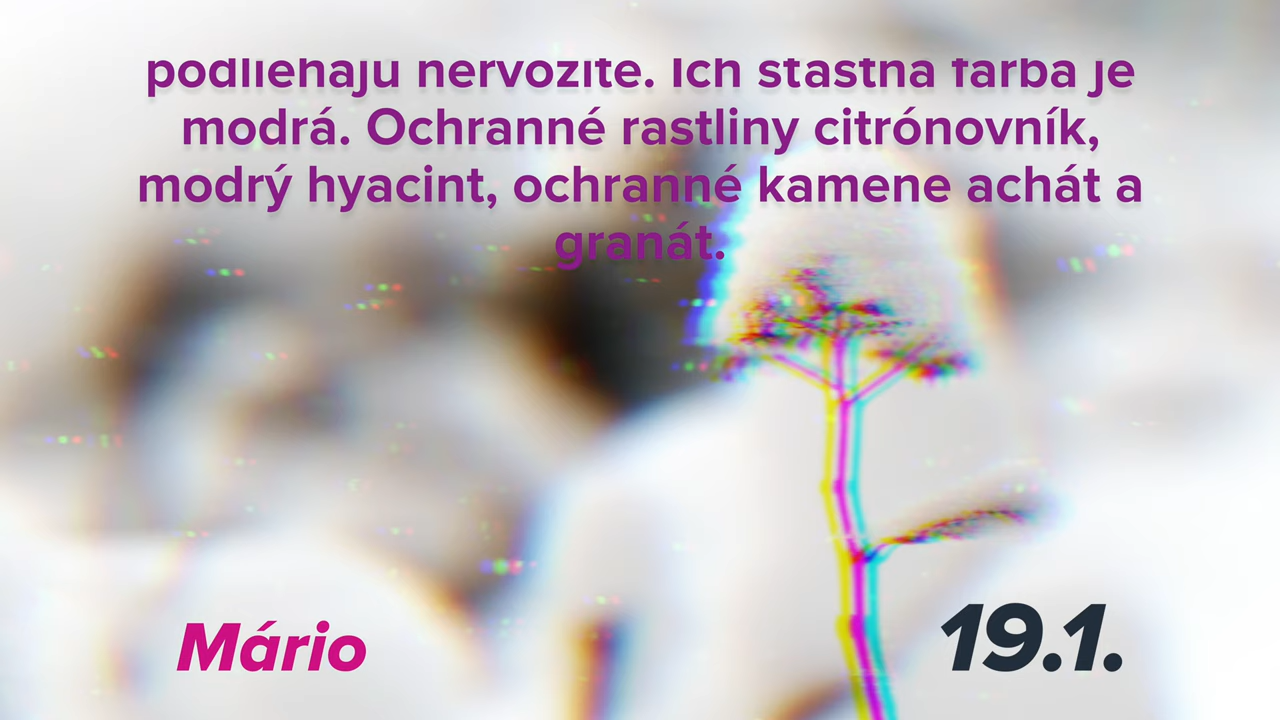 podliehajú nervozite. Ich šťastná farba je
modrá. Ochranné rastliny citrónovník,
modrý hyacint, ochranné kamene achát a
granát.
Mário
19.1.